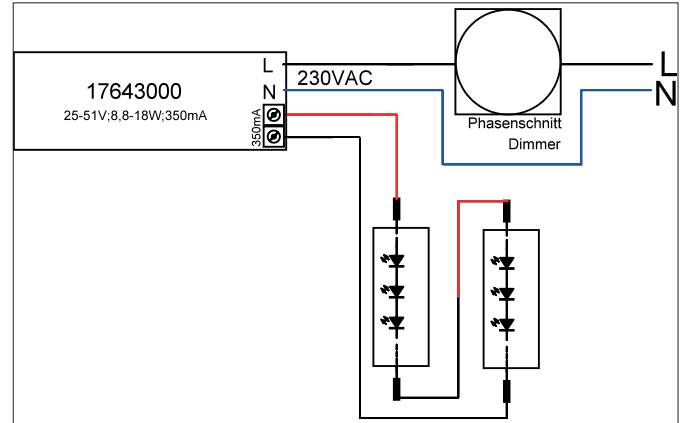 L
230VAC
L
N
N
17643000
25-51V;8,8-18W;350mA
350mA
Phasenschnitt
Dimmer